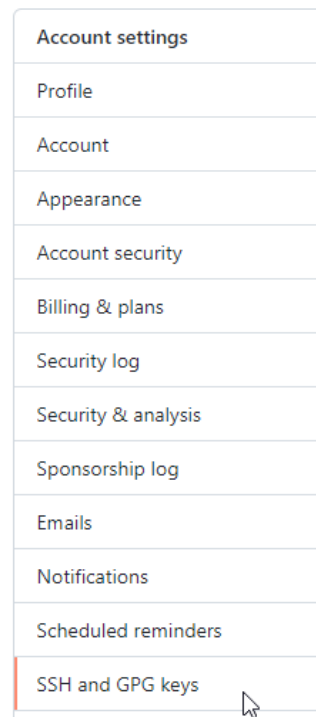 Account settings
Profile
Account
Appearance
Account security
Billing & plans
Security log
Security & analysis
Sponsorship log
Emails
Notifications
Scheduled reminders
SSH and GPG keys